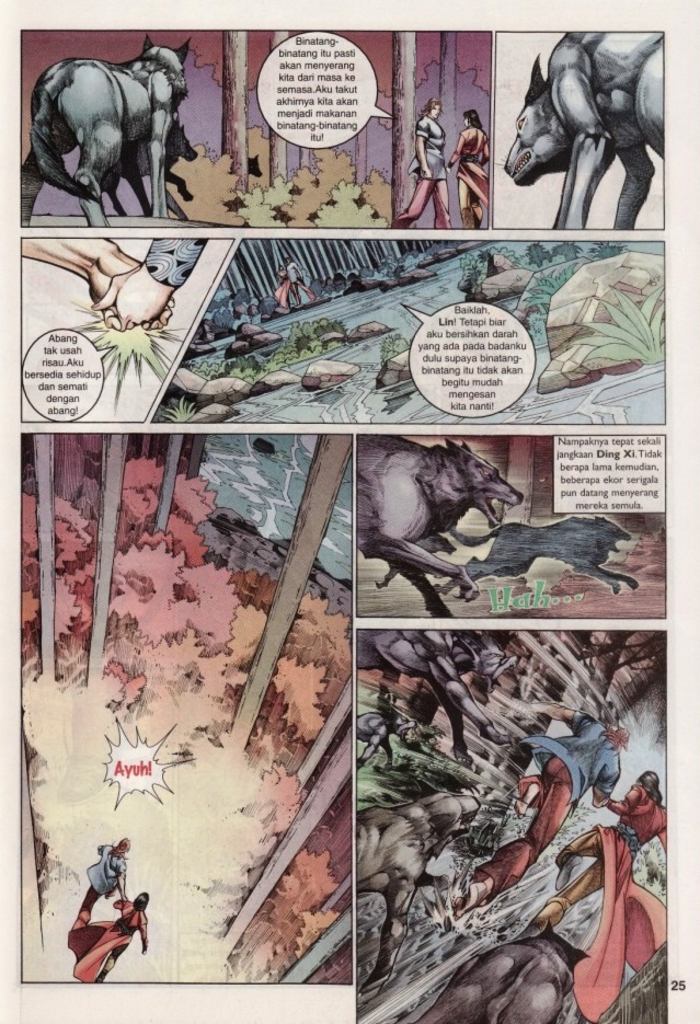 Binatang-
binatang itu pasti
akan menyerang
kita dari masa ke
semasa.Aku takut
akhirnya kita akan
menjadi makanan
binatang-binatang
itu!
Abang
tak usah
risau.Aku
bersedia sehidup
dan semati
dengan
abang!
Baiklah,
Lin! Tetapi biar
aku bersihkan darah
yang ada pada badanku
dulu supaya binatang-
binatang itu tidak akan
begitu mudah
mengesan
kita nanti!
Nampaknya tepat sekali
jangkaan Ding Xi.Tidak
berapa lama kemudian,
beberapa ekor serigala
pun datang menyerang
mereka semula.
Hah...
Ayuh!
25